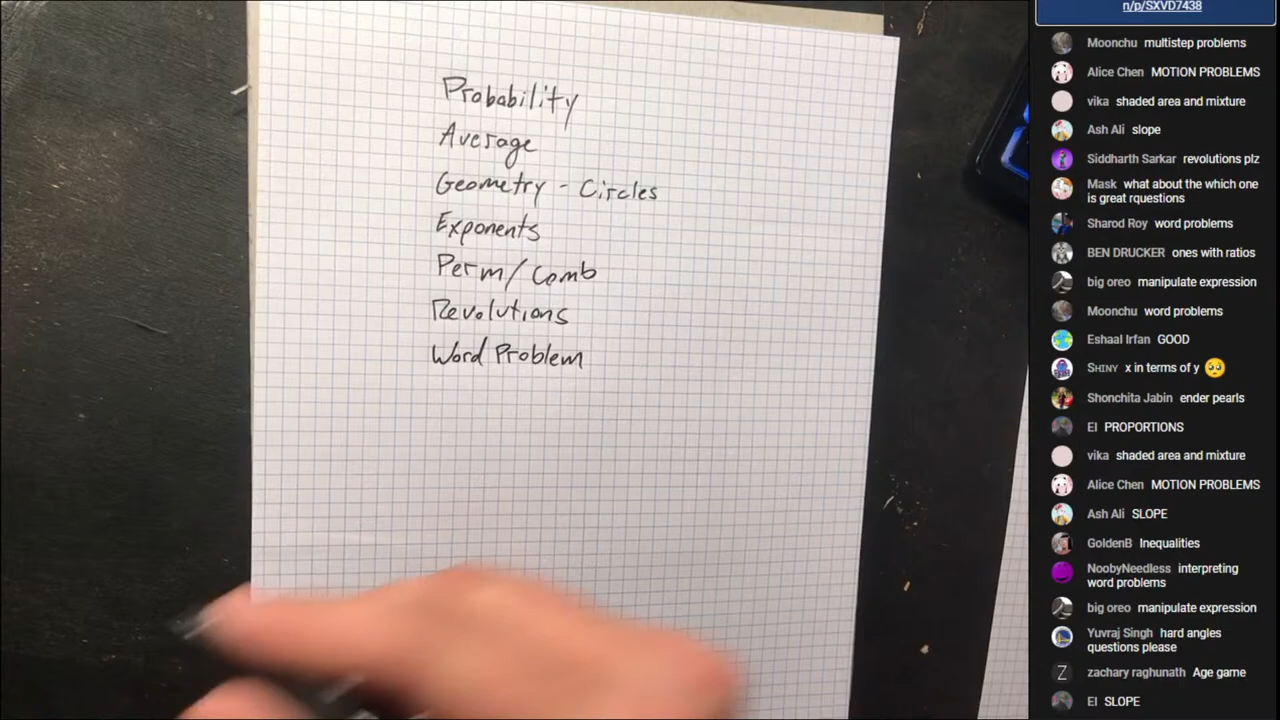 Probability
Average
Geometry - Circles
Exponents
Perm/Comb
Revolutions
Word Problem
n/p/SXVD7438
Moonchu multistep problems
Alice Chen MOTION PROBLEMS
vika shaded area and mixture
Ash Ali slope
Siddharth Sarkar revolutions plz
Mask what about the which one
is great rquestions
Sharod Roy word problems
BEN DRUCKER ones with ratios
big oreo manipulate expression
Moonchu word problems
Eshaal Irfan GOOD
SHINY x in terms of y 🥺
Shonchita Jabin ender pearls
EI PROPORTIONS
vika shaded area and mixture
Alice Chen MOTION PROBLEMS
Ash Ali SLOPE
GoldenB Inequalities
NoobyNeedless interpreting
word problems
big oreo manipulate expression
Yuvraj Singh hard angles
questions please
Z zachary raghunath Age game
EI SLOPE